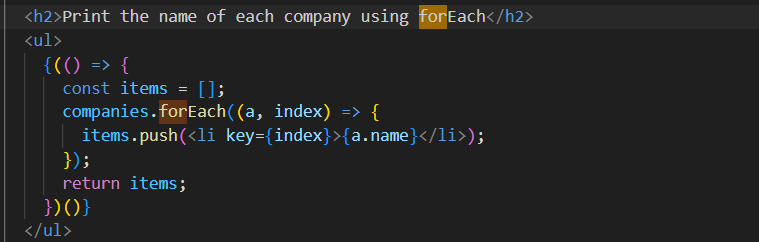 <h2>Print the name of each company using forEach</h2>
<ul>
{(() => {
const items = [];
companies.forEach((a, index) => {
items.push(<li key={index}>{a.name}</li>);
});
return items;
})()}
</ul>